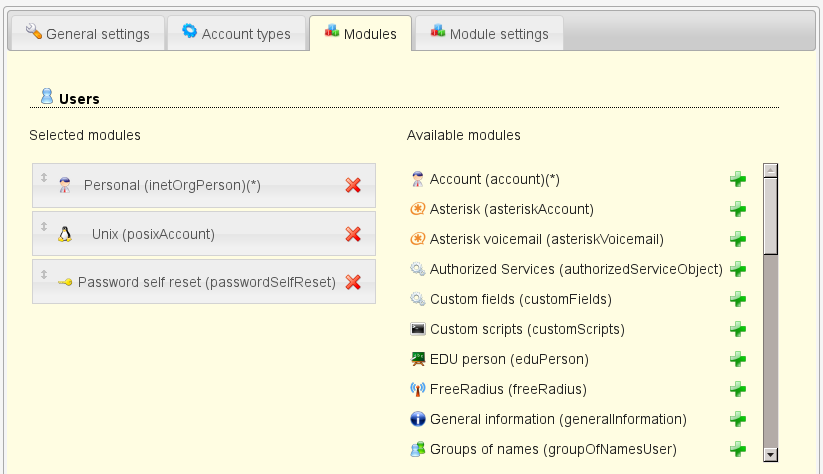 General settings
Account types
Modules
Module settings
Users
Selected modules
Personal (inetOrgPerson)(*)
Unix (posixAccount)
Password self reset (passwordSelfReset)
Available modules
Account (account)(*)
Asterisk (asteriskAccount)
Asterisk voicemail (asteriskVoicemail)
Authorized Services (authorizedServiceObject)
Custom fields (customFields)
Custom scripts (customScripts)
EDU person (eduPerson)
FreeRadius (freeRadius)
General information (generalInformation)
Groups of names (groupOfNamesUser)